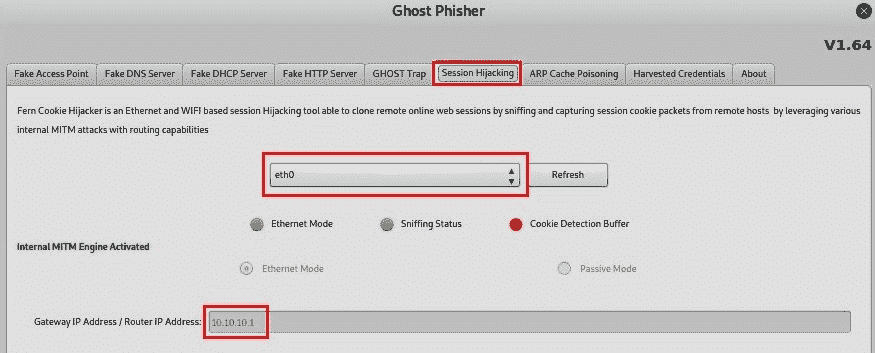 Ghost Phisher
V1.64
Fake Access Point
Fake DNS Server
Fake DHCP Server
Fake HTTP Server
GHOST Trap
Session Hijacking
ARP Cache Poisoning
Harvested Credentials
About
Fern Cookie Hijacker is an Ethernet and WIFI based session Hijacking tool able to clone remote online web sessions by sniffing and capturing session cookie packets from remote hosts by leveraging various
internal MITM attacks with routing capabilities
eth0
Refresh
Ethernet Mode
Sniffing Status
Cookie Detection Buffer
Internal MITM Engine Activated
Ethernet Mode
Passive Mode
Gateway IP Address / Router IP Address:
10.10.10.1